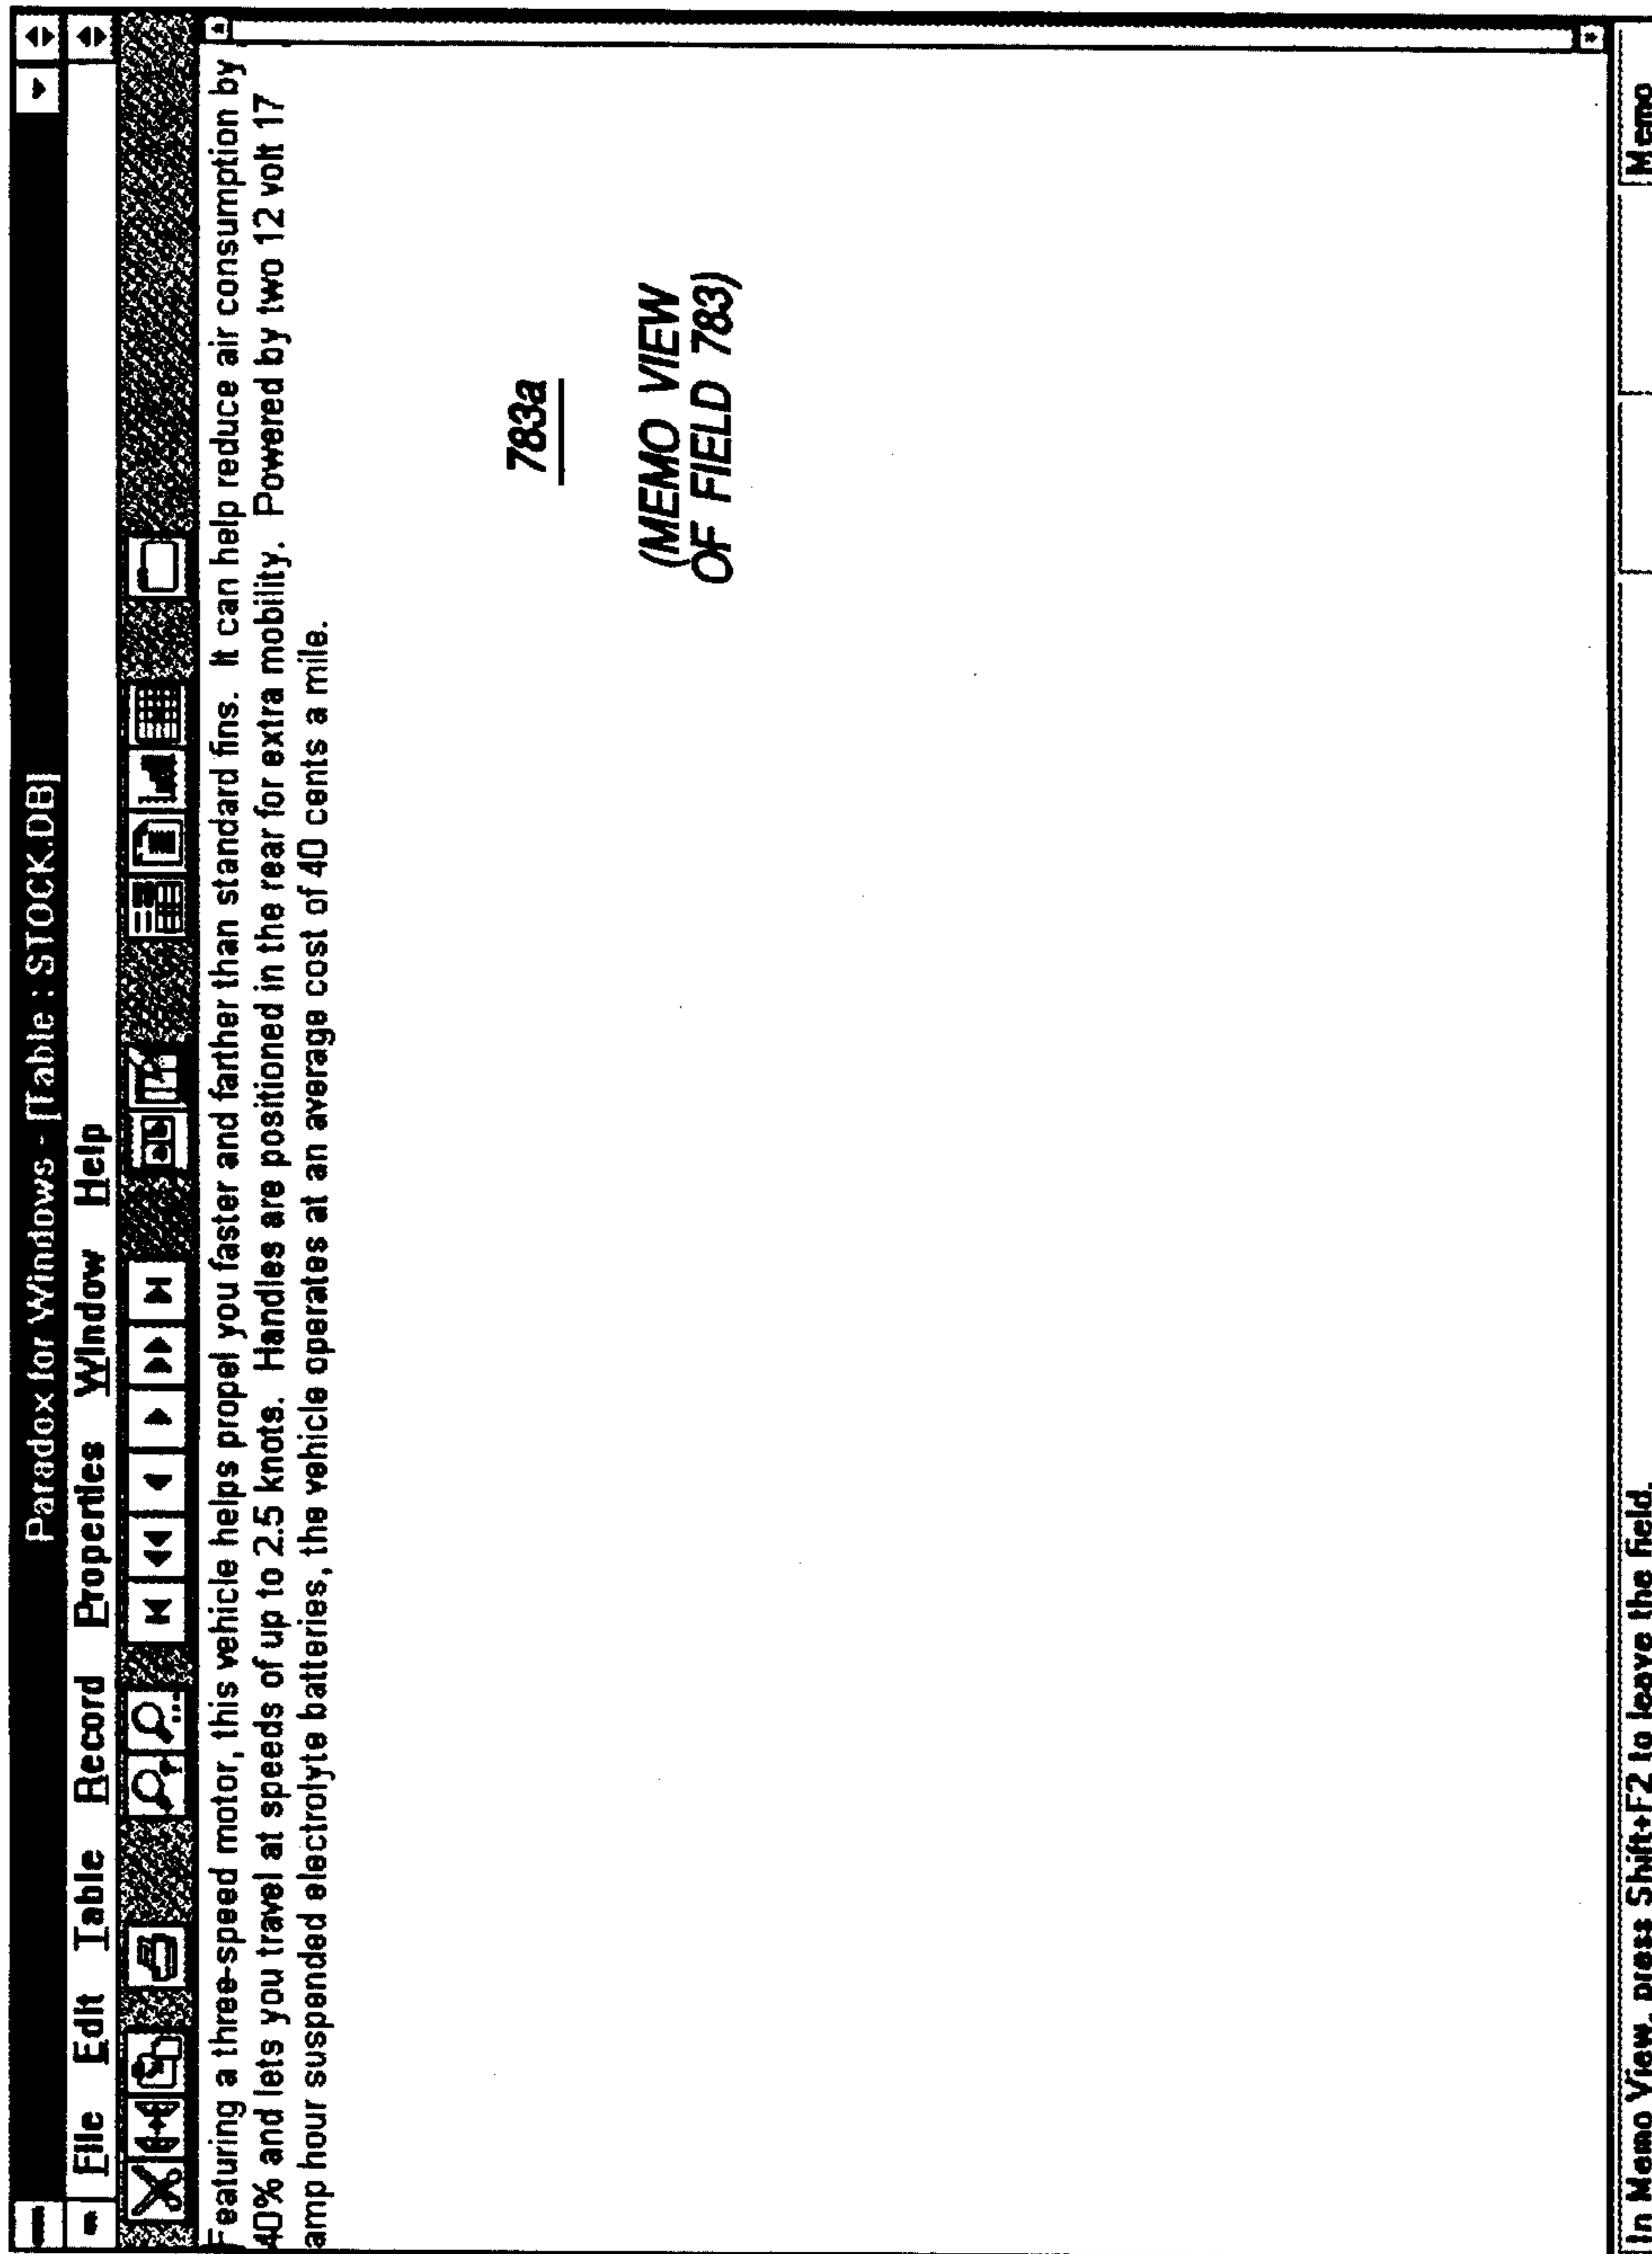 Paradox for Windows - [Table : STOCK.DB]
File Edit Table Record Properties Window Help
Featuring a three-speed motor, this vehicle helps propel you faster and farther than standard fins. It can help reduce air consumption by
40% and lets you travel at speeds of up to 2.5 knots. Handles are positioned in the rear for extra mobility. Powered by two 12 volt 17
amp hour suspended electrolyte batteries, the vehicle operates at an average cost of 40 cents a mile.
783a
(MEMO VIEW
OF FIELD 783)
In Memo View, press Shift+F2 to leave the field.
Memo